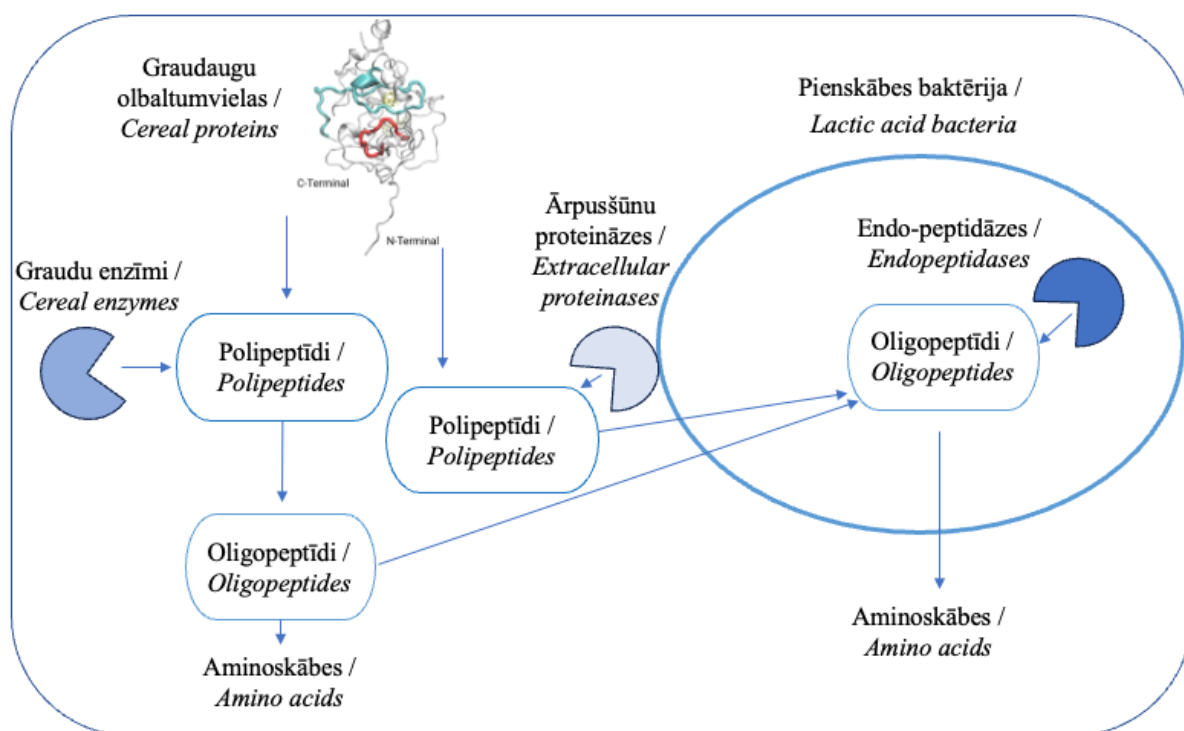 Graudaugu
olbaltumvielas /
Cereal proteins
C-Terminal
N-Terminal
Pienskābes baktērija /
Lactic acid bacteria
Ārpusšūnu
proteināzes /
Extracellular
proteinases
Endo-peptidāzes /
Endopeptidases
Graudu enzīmi /
Cereal enzymes
Polipeptīdi /
Polipeptides
Polipeptīdi /
Polipeptides
Oligopeptīdi /
Oligopeptides
Oligopeptīdi /
Oligopeptides
Aminoskābes /
Amino acids
Aminoskābes /
Amino acids